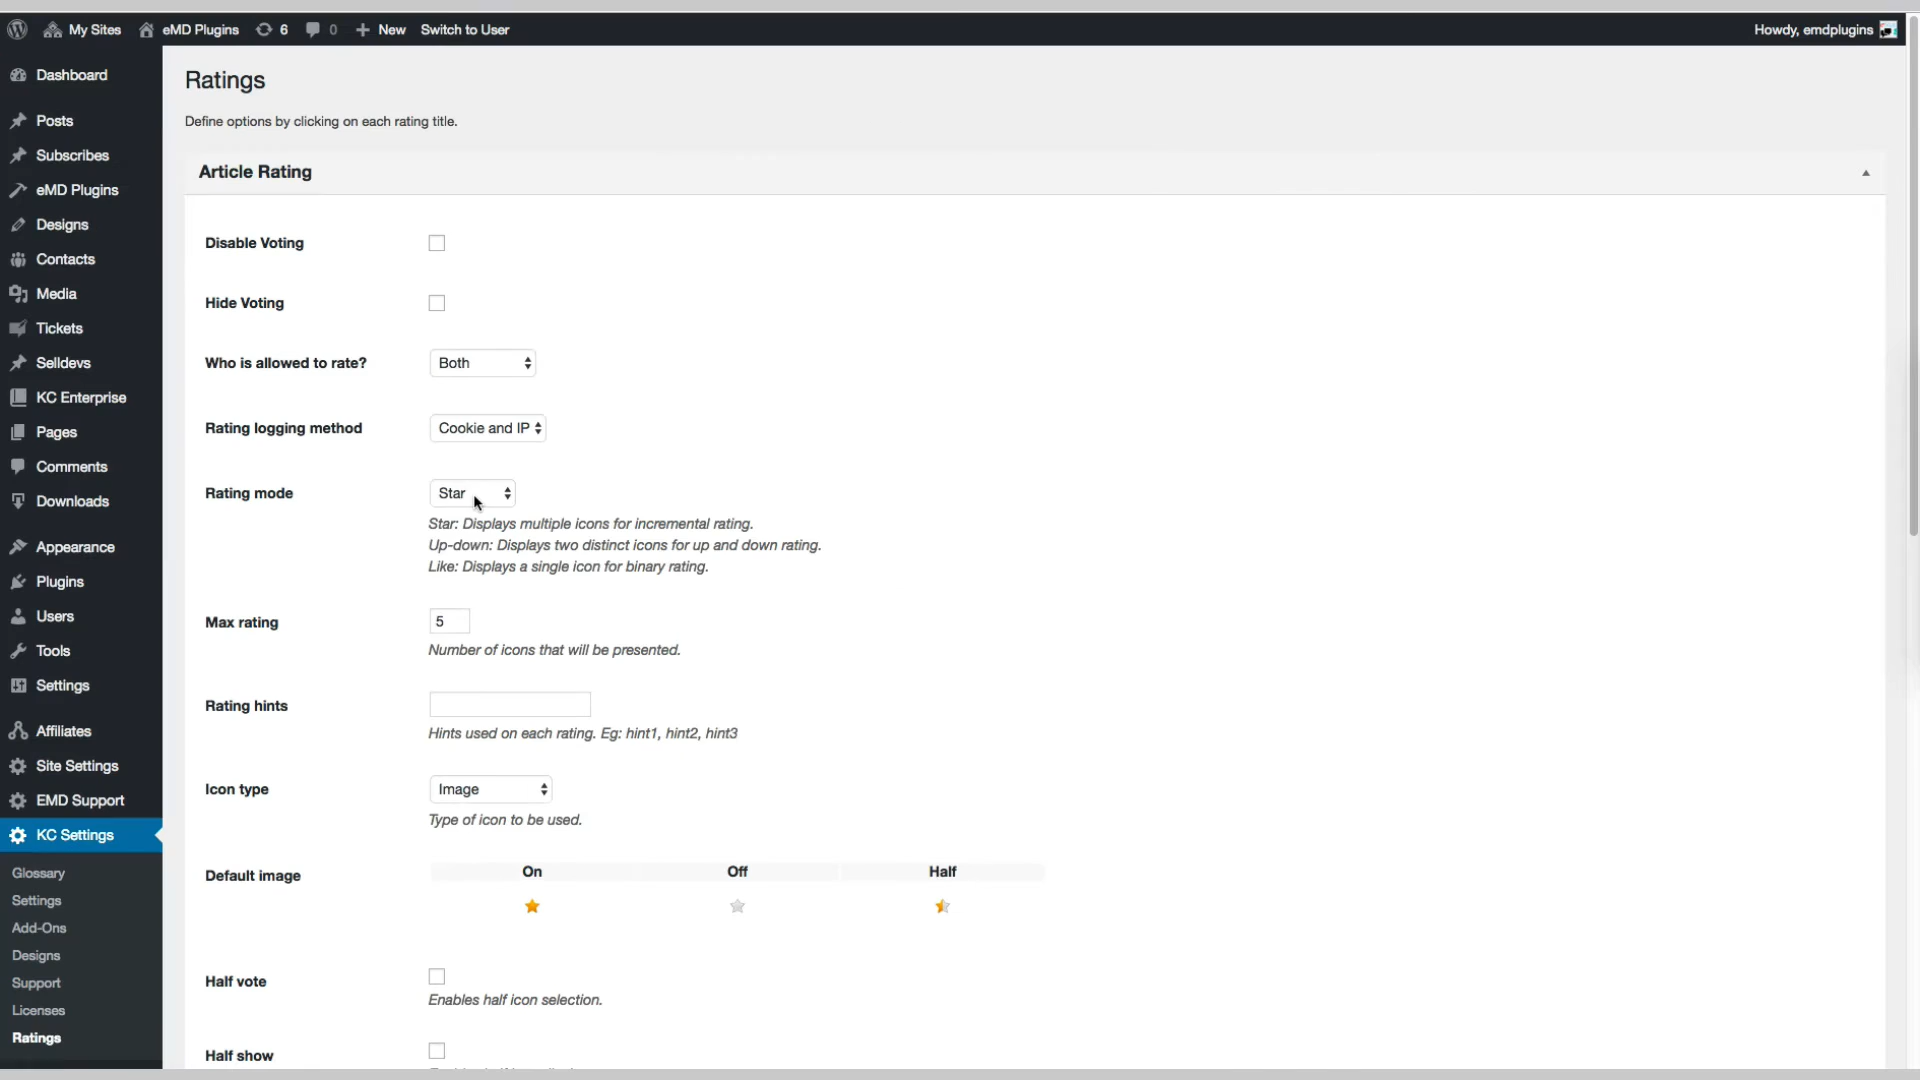 My Sites eMD Plugins 6 0 New Switch to User Howdy, emdplugins
Dashboard
Posts
Subscribes
eMD Plugins
Designs
Contacts
Media
Tickets
Selldevs
KC Enterprise
Pages
Comments
Downloads
Appearance
Plugins
Users
Tools
Settings
Affiliates
Site Settings
EMD Support
KC Settings
Glossary
Settings
Add-Ons
Designs
Support
Licenses
Ratings
Ratings
Define options by clicking on each rating title.
Article Rating
Disable Voting
Hide Voting
Who is allowed to rate? Both
Rating logging method Cookie and IP
Rating mode Star
Star: Displays multiple icons for incremental rating.
Up-down: Displays two distinct icons for up and down rating.
Like: Displays a single icon for binary rating.
Max rating 5
Number of icons that will be presented.
Rating hints
Hints used on each rating. Eg: hint1, hint2, hint3
Icon type Image
Type of icon to be used.
Default image On Off Half
Half vote
Enables half icon selection.
Half show